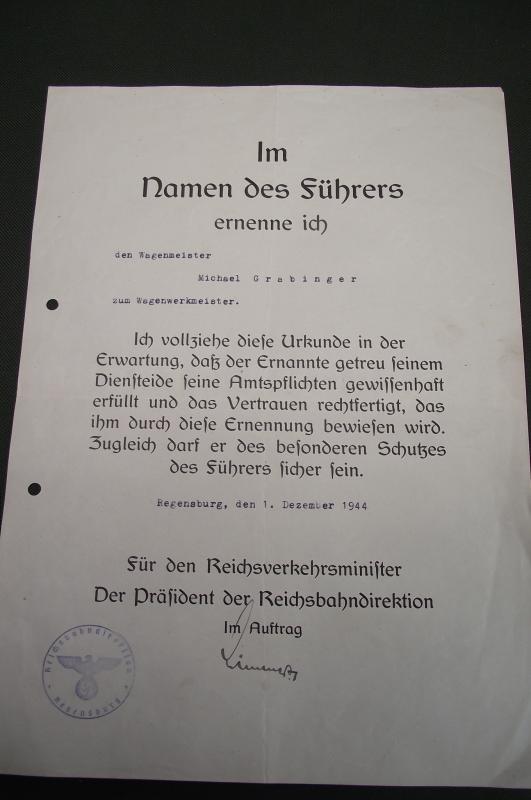 Im
Namen des Führers
ernenne ich
den Wagenmeister
Michael Grabinger
zum Wagenwerkmeister.
Ich vollziehe dieſe Urkunde in der
Erwartung, daß der Ernannte getreu ſeinem
Dienſteide ſeine Amtspflichten gewiſſenhaft
erfüllt und das Vertrauen rechtfertigt, das
ihm durch dieſe Ernennung bewieſen wird.
Zugleich darf er des beſonderen Schutzes
des Führers ſicher ſein.
Regensburg, den 1. Dezember 1944
Für den Reichsverkehrsminiſter
Der Präſident der Reichsbahndirektion
Im Auftrag
Reichsbahndirektion
Regensburg